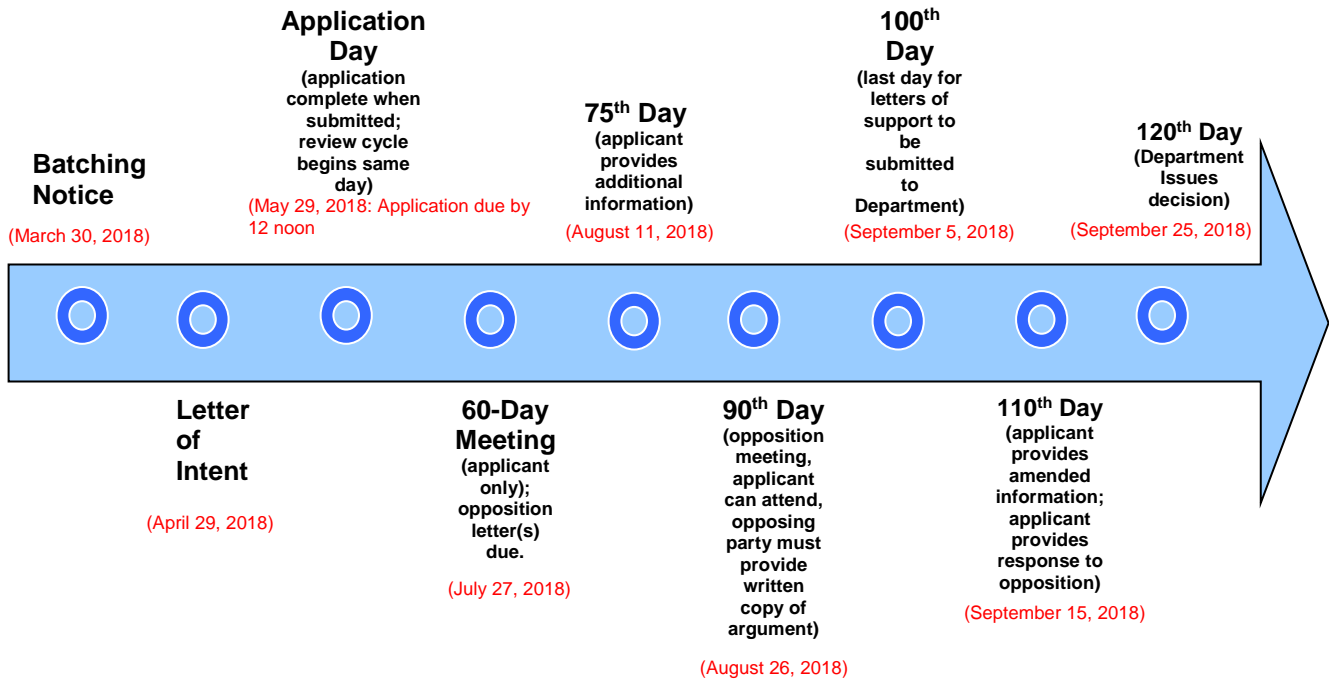 Batching
Notice
(March 30, 2018)
Letter
of
Intent
(April 29, 2018)
Application
Day
(application
complete when
submitted;
review cycle
begins same
day)
(May 29, 2018: Application due by
12 noon
60-Day
Meeting
(applicant
only);
opposition
letter(s)
due.
(July 27, 2018)
75th Day
(applicant
provides
additional
information)
(August 11, 2018)
90th Day
(opposition
meeting,
applicant
can attend,
opposing
party must
provide
written
copy of
argument)
(August 26, 2018)
100th
Day
(last day for
letters of
support to
be
submitted
to
Department)
(September 5, 2018)
110th Day
(applicant
provides
amended
information;
applicant
provides
response to
opposition)
(September 15, 2018)
120th Day
(Department
Issues
decision)
(September 25, 2018)